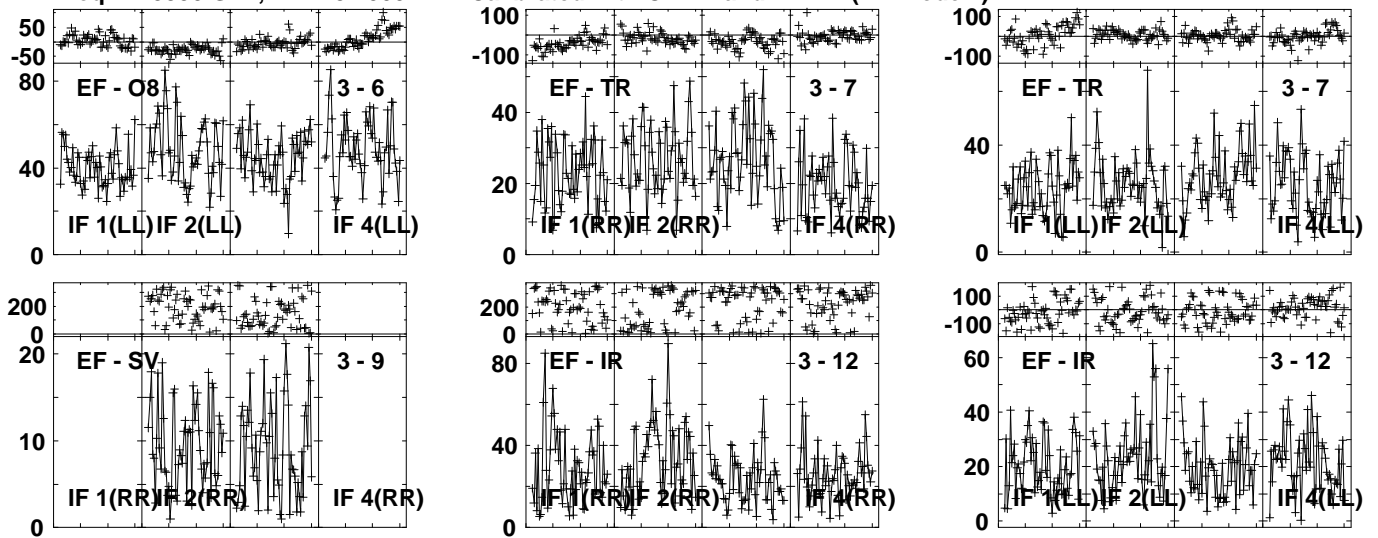 50
-50
80
40
0
EF - O8
3 - 6
IF 1(LL)
IF 2(LL)
IF 4(LL)
100
-100
40
20
0
EF - TR
3 - 7
IF 1(RR)
IF 2(RR)
IF 4(RR)
100
-100
40
0
EF - TR
3 - 7
IF 1(LL)
IF 2(LL)
IF 4(LL)
200
0
20
10
0
EF - SV
3 - 9
IF 1(RR)
IF 2(RR)
IF 4(RR)
200
0
80
40
0
EF - IR
3 - 12
IF 1(RR)
IF 2(RR)
IF 4(RR)
100
-100
60
40
20
0
EF - IR
3 - 12
IF 1(LL)
IF 2(LL)
IF 4(LL)